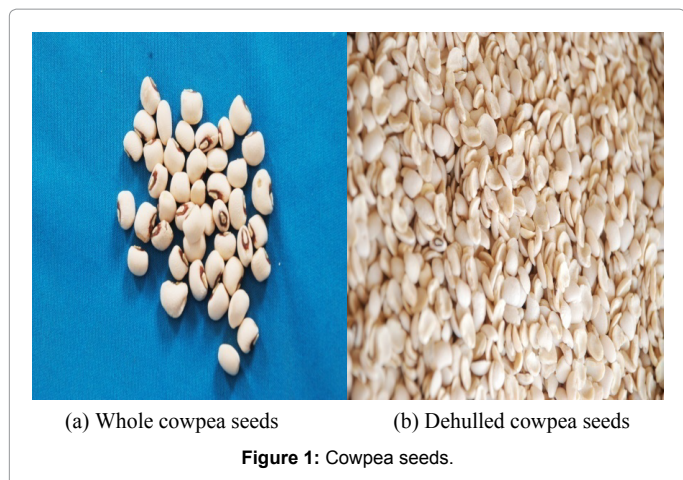 (a) Whole cowpea seeds
(b) Dehulled cowpea seeds
Figure 1: Cowpea seeds.